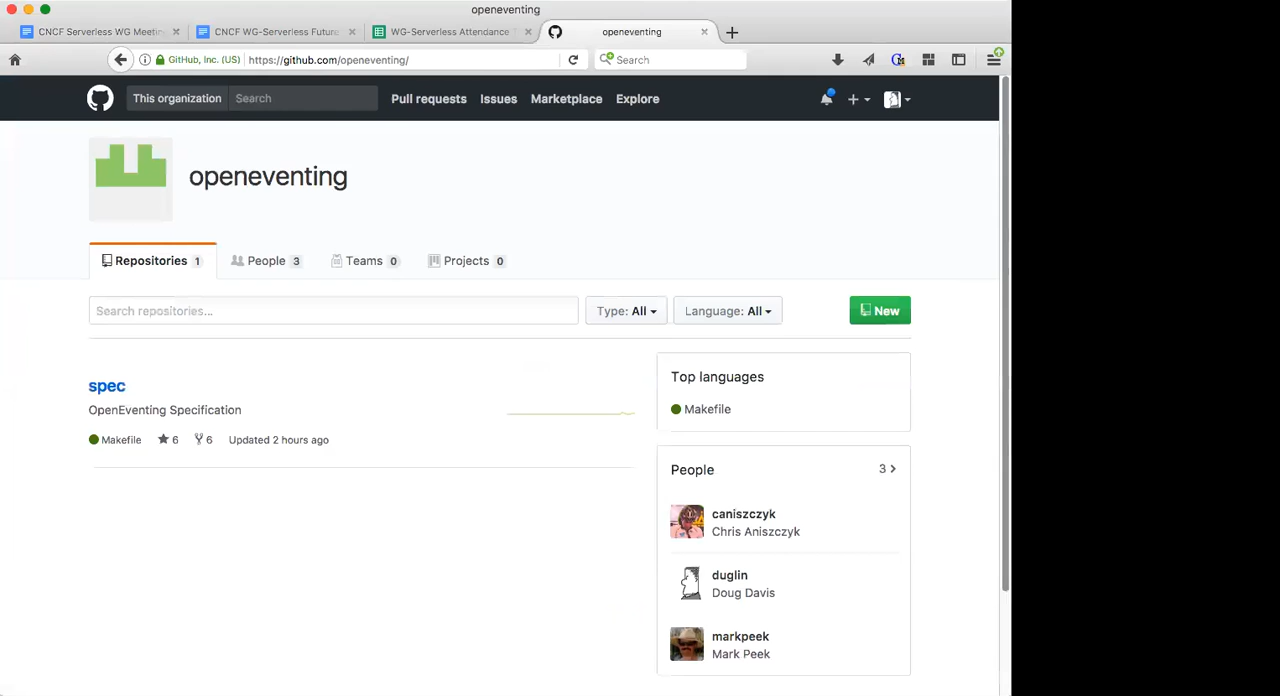 openeventing
CNCF Serverless WG Meetin
CNCF WG-Serverless Future
WG-Serverless Attendance
openeventing
GitHub, Inc. (US)
https://github.com/openeventing/
Search
This organization
Search
Pull requests
Issues
Marketplace
Explore
openeventing
Repositories 1
People 3
Teams 0
Projects 0
Search repositories...
Type: All
Language: All
New
spec
OpenEventing Specification
Makefile
6
6
Updated 2 hours ago
Top languages
Makefile
People
3
caniszczyk
Chris Aniszczyk
duglin
Doug Davis
markpeek
Mark Peek